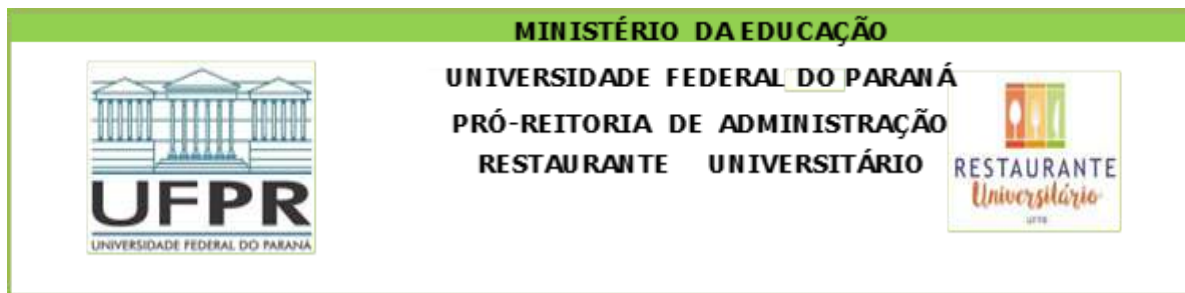 MINISTÉRIO DA EDUCAÇÃO
UNIVERSIDADE FEDERAL DO PARANÁ
PRÓ-REITORIA DE ADMINISTRAÇÃO
RESTAURANTE UNIVERSITÁRIO
UFPR
UNIVERSIDADE FEDERAL DO PARANÁ
RESTAURANTE
Universitário
UFPR